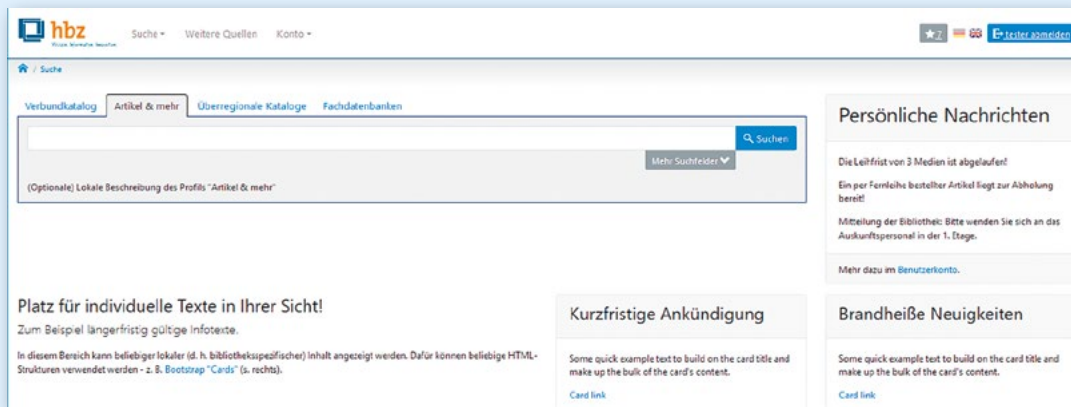 hbz
Suche
Weitere Quellen
Konto
7
tester abmelden
/ Suche
Verbundkatalog
Artikel & mehr
Überregionale Kataloge
Fachdatenbanken
Suchen
Mehr Suchfelder
(Optionale) Lokale Beschreibung des Profils "Artikel & mehr"
Persönliche Nachrichten
Die Leihfrist von 3 Medien ist abgelaufen!
Ein per Fernleihe bestellter Artikel liegt zur Abholung
bereit!
Mitteilung der Bibliothek: Bitte wenden Sie sich an das
Auskunftspersonal in der 1. Etage.
Mehr dazu im Benutzerkonto.
Platz für individuelle Texte in Ihrer Sicht!
Zum Beispiel längerfristig gültige Infotexte.
In diesem Bereich kann beliebiger lokaler (d. h. bibliotheksspezifischer) Inhalt angezeigt werden. Dafür können beliebige HTML-
Strukturen verwendet werden - z. B. Bootstrap "Cards" (s. rechts).
Kurzfristige Ankündigung
Some quick example text to build on the card title and
make up the bulk of the card's content.
Card link
Brandheiße Neuigkeiten
Some quick example text to build on the card title and
make up the bulk of the card's content.
Card link